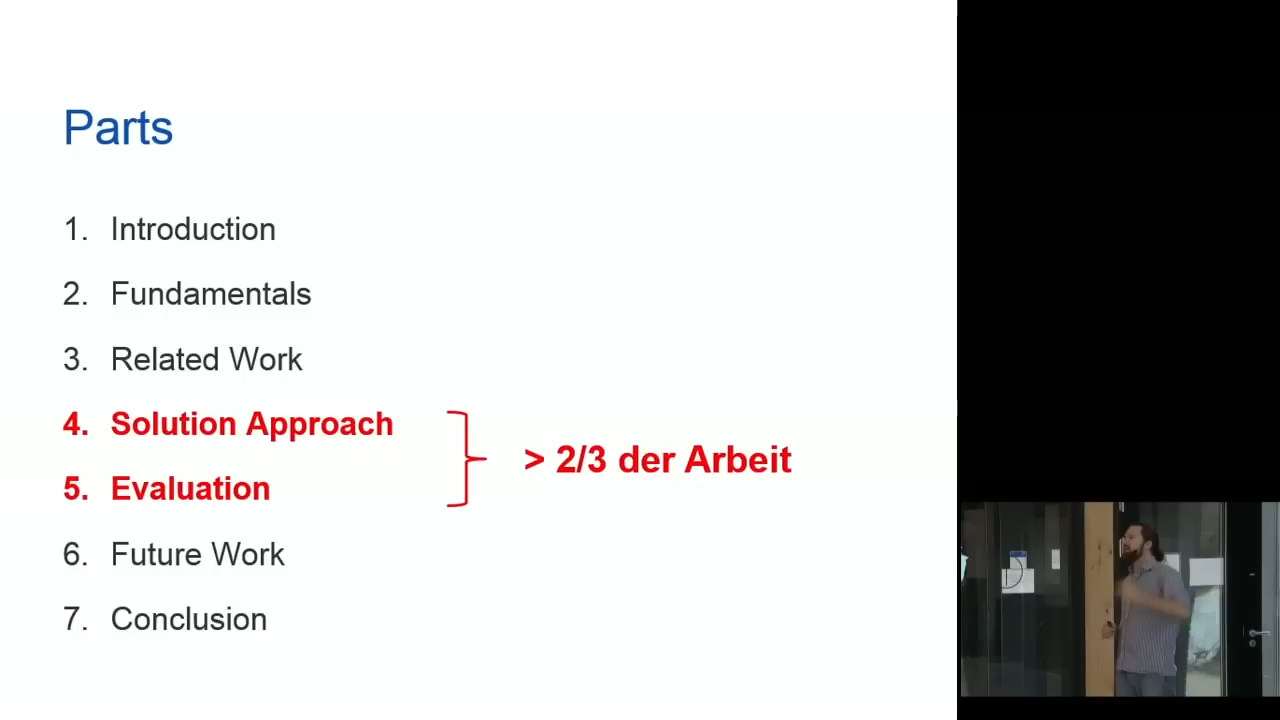 Parts
1. Introduction
2. Fundamentals
3. Related Work
4. Solution Approach
5. Evaluation
> 2/3 der Arbeit
6. Future Work
7. Conclusion